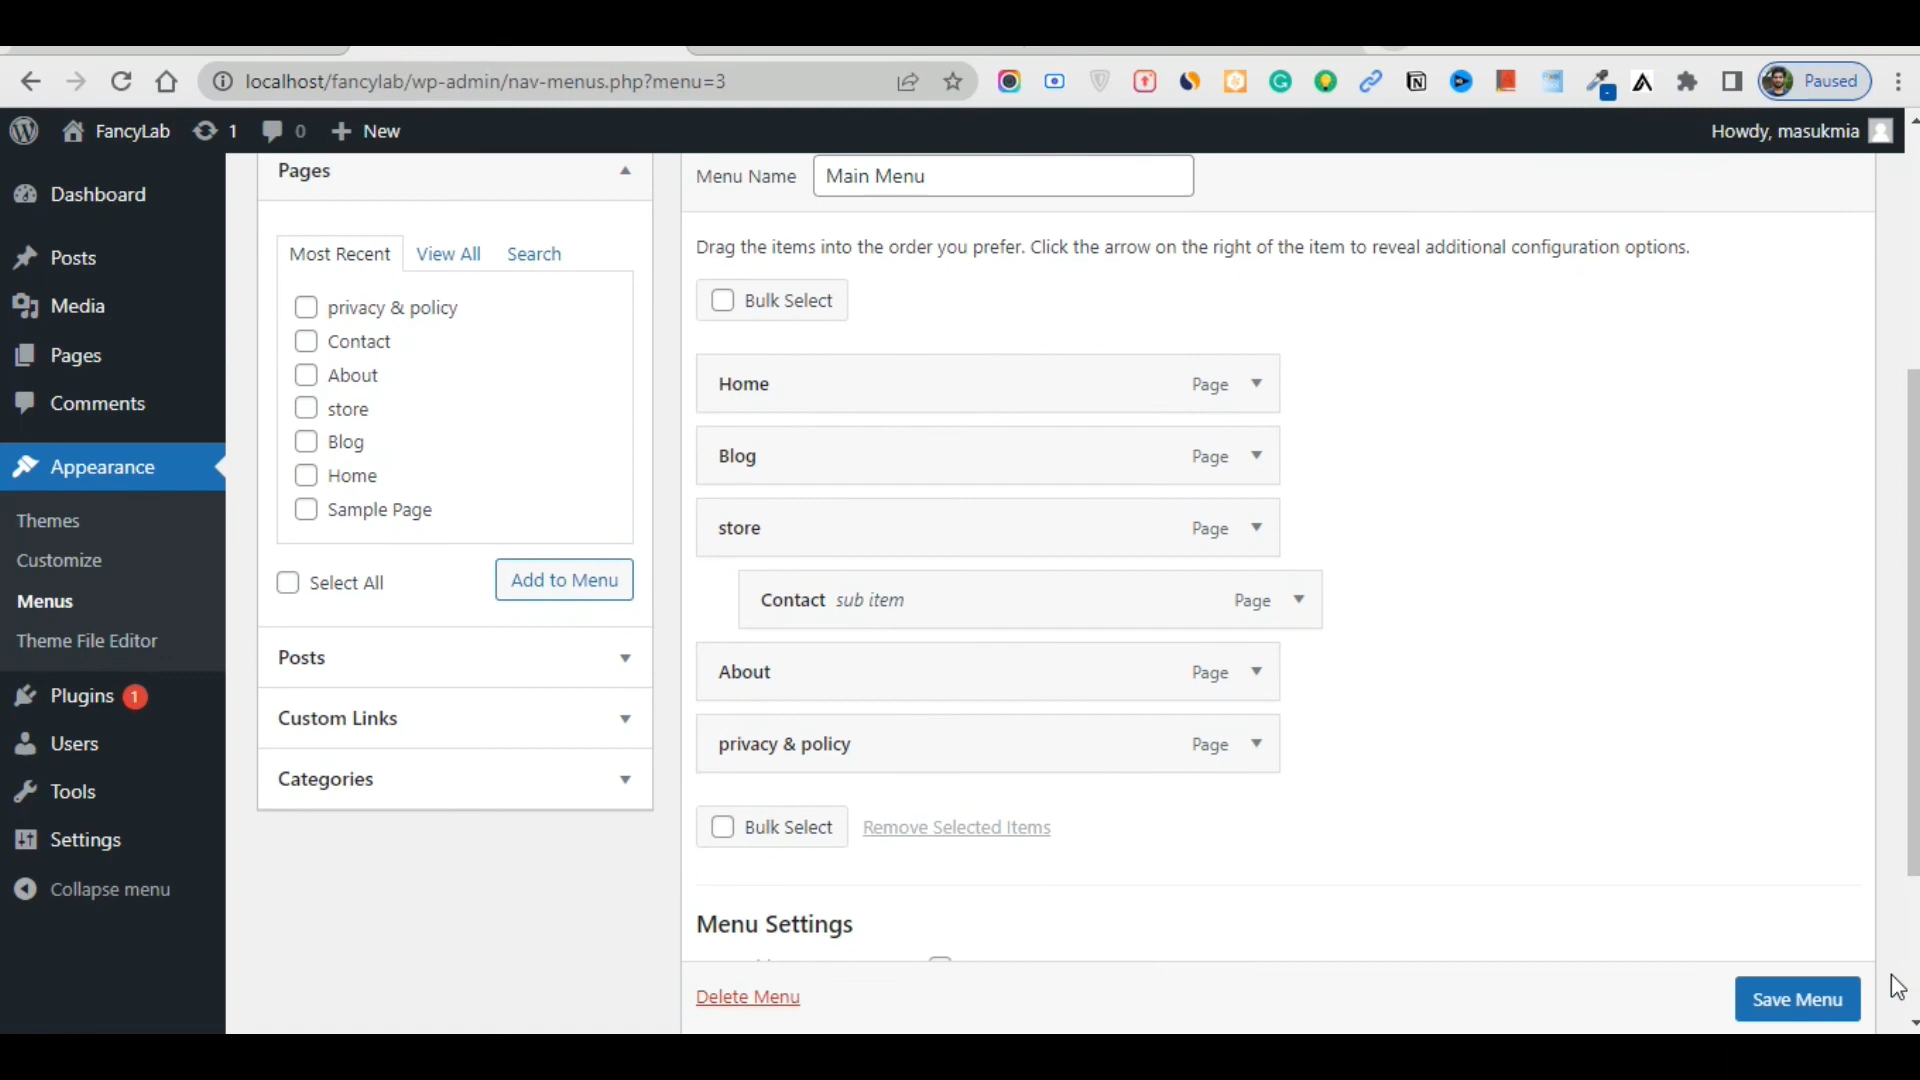 localhost/fancylab/wp-admin/nav-menus.php?menu=3
Paused
FancyLab 1 0 New
Howdy, masukmia
Dashboard
Posts
Media
Pages
Comments
Appearance
Themes
Customize
Menus
Theme File Editor
Plugins 1
Users
Tools
Settings
Collapse menu
Pages
Most Recent View All Search
privacy & policy
Contact
About
store
Blog
Home
Sample Page
Select All
Add to Menu
Posts
Custom Links
Categories
Menu Name Main Menu
Drag the items into the order you prefer. Click the arrow on the right of the item to reveal additional configuration options.
Bulk Select
Home Page
Blog Page
store Page
Contact sub item Page
About Page
privacy & policy Page
Bulk Select Remove Selected Items
Menu Settings
Delete Menu
Save Menu